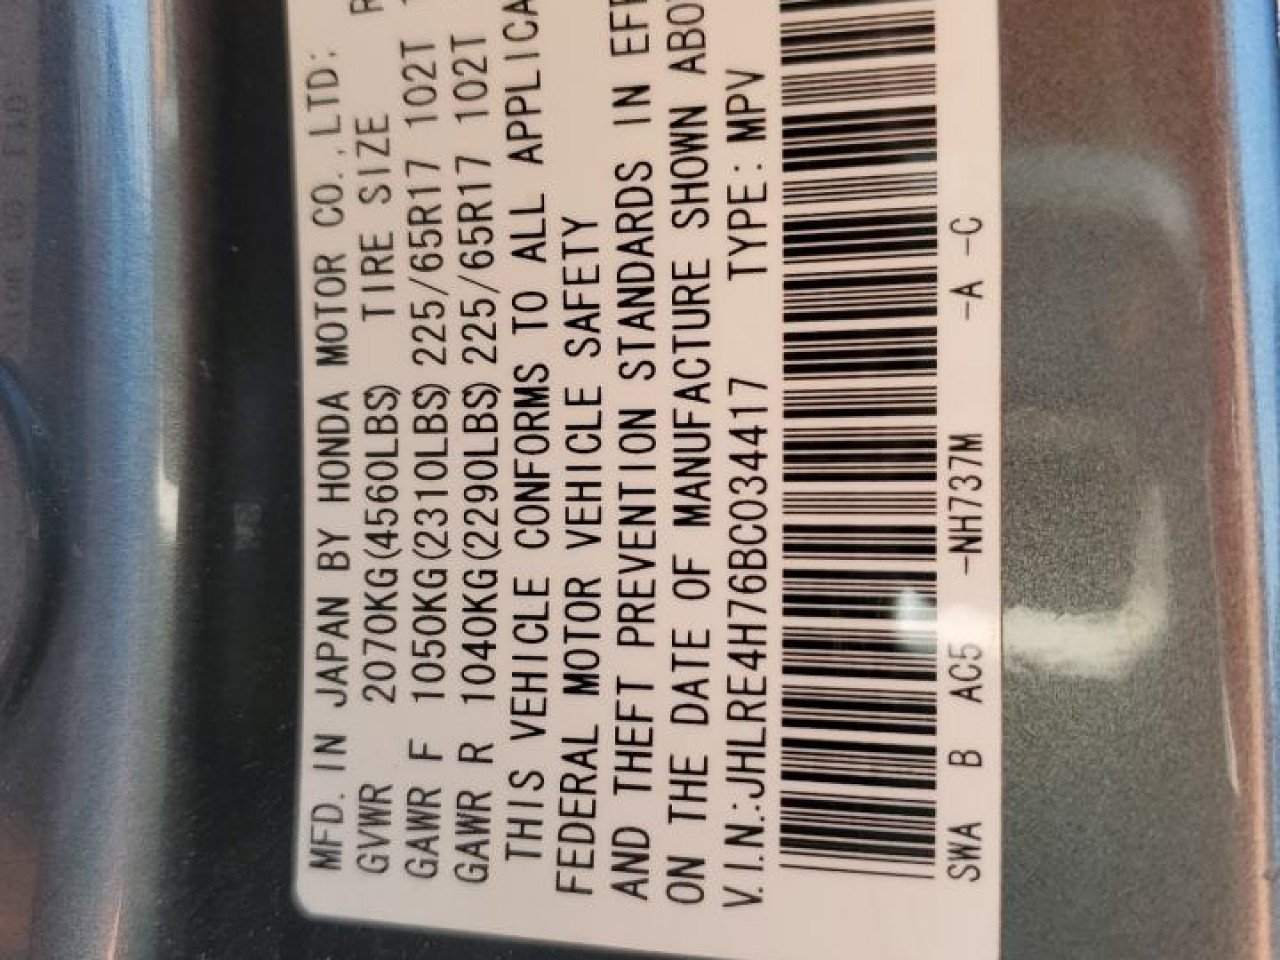 MFD. IN JAPAN BY HONDA MOTOR CO.,LTD:
GVWR 2070KG(4560LBS) TIRE SIZE R
GAWR F 1050KG(2310LBS) 225/65R17 102T
GAWR R 1040KG(2290LBS) 225/65R17 102T
THIS VEHICLE CONFORMS TO ALL APPLICA
FEDERAL MOTOR VEHICLE SAFETY
AND THEFT PREVENTION STANDARDS IN EFF
ON THE DATE OF MANUFACTURE SHOWN ABO
V.I.N.:JHLRE4H76BC034417 TYPE:MPV
SWA B AC5 -NH737M -A -C